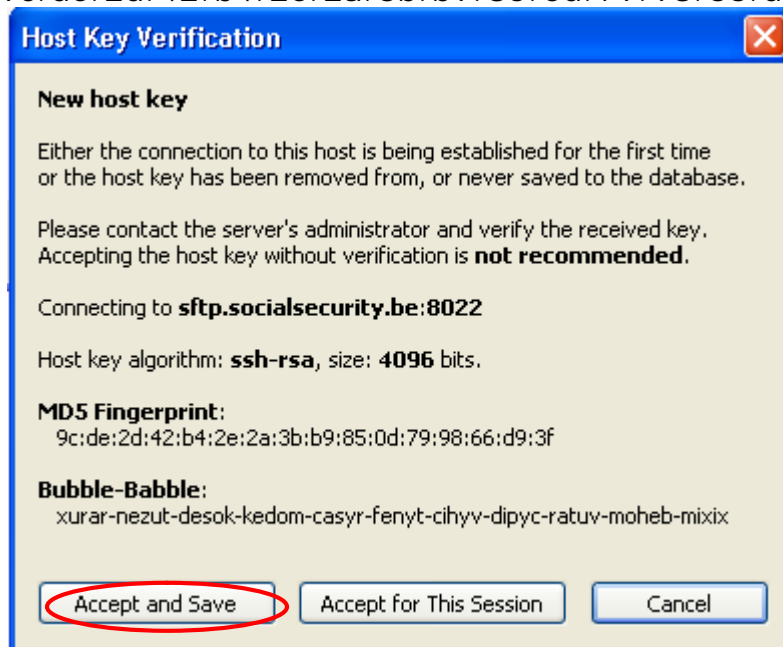 Host Key Verification
New host key
Either the connection to this host is being established for the first time
or the host key has been removed from, or never saved to the database.
Please contact the server's administrator and verify the received key.
Accepting the host key without verification is not recommended.
Connecting to sftp.socialsecurity.be:8022
Host key algorithm: ssh-rsa, size: 4096 bits.
MD5 Fingerprint:
9c:de:2d:42:b4:2e:2a:3b:b9:85:0d:79:98:66:d9:3f
Bubble-Babble:
xurar-nezut-desok-kedom-casyr-fenyt-cihyv-dipyc-ratuv-moheb-mixix
Accept and Save Accept for This Session Cancel